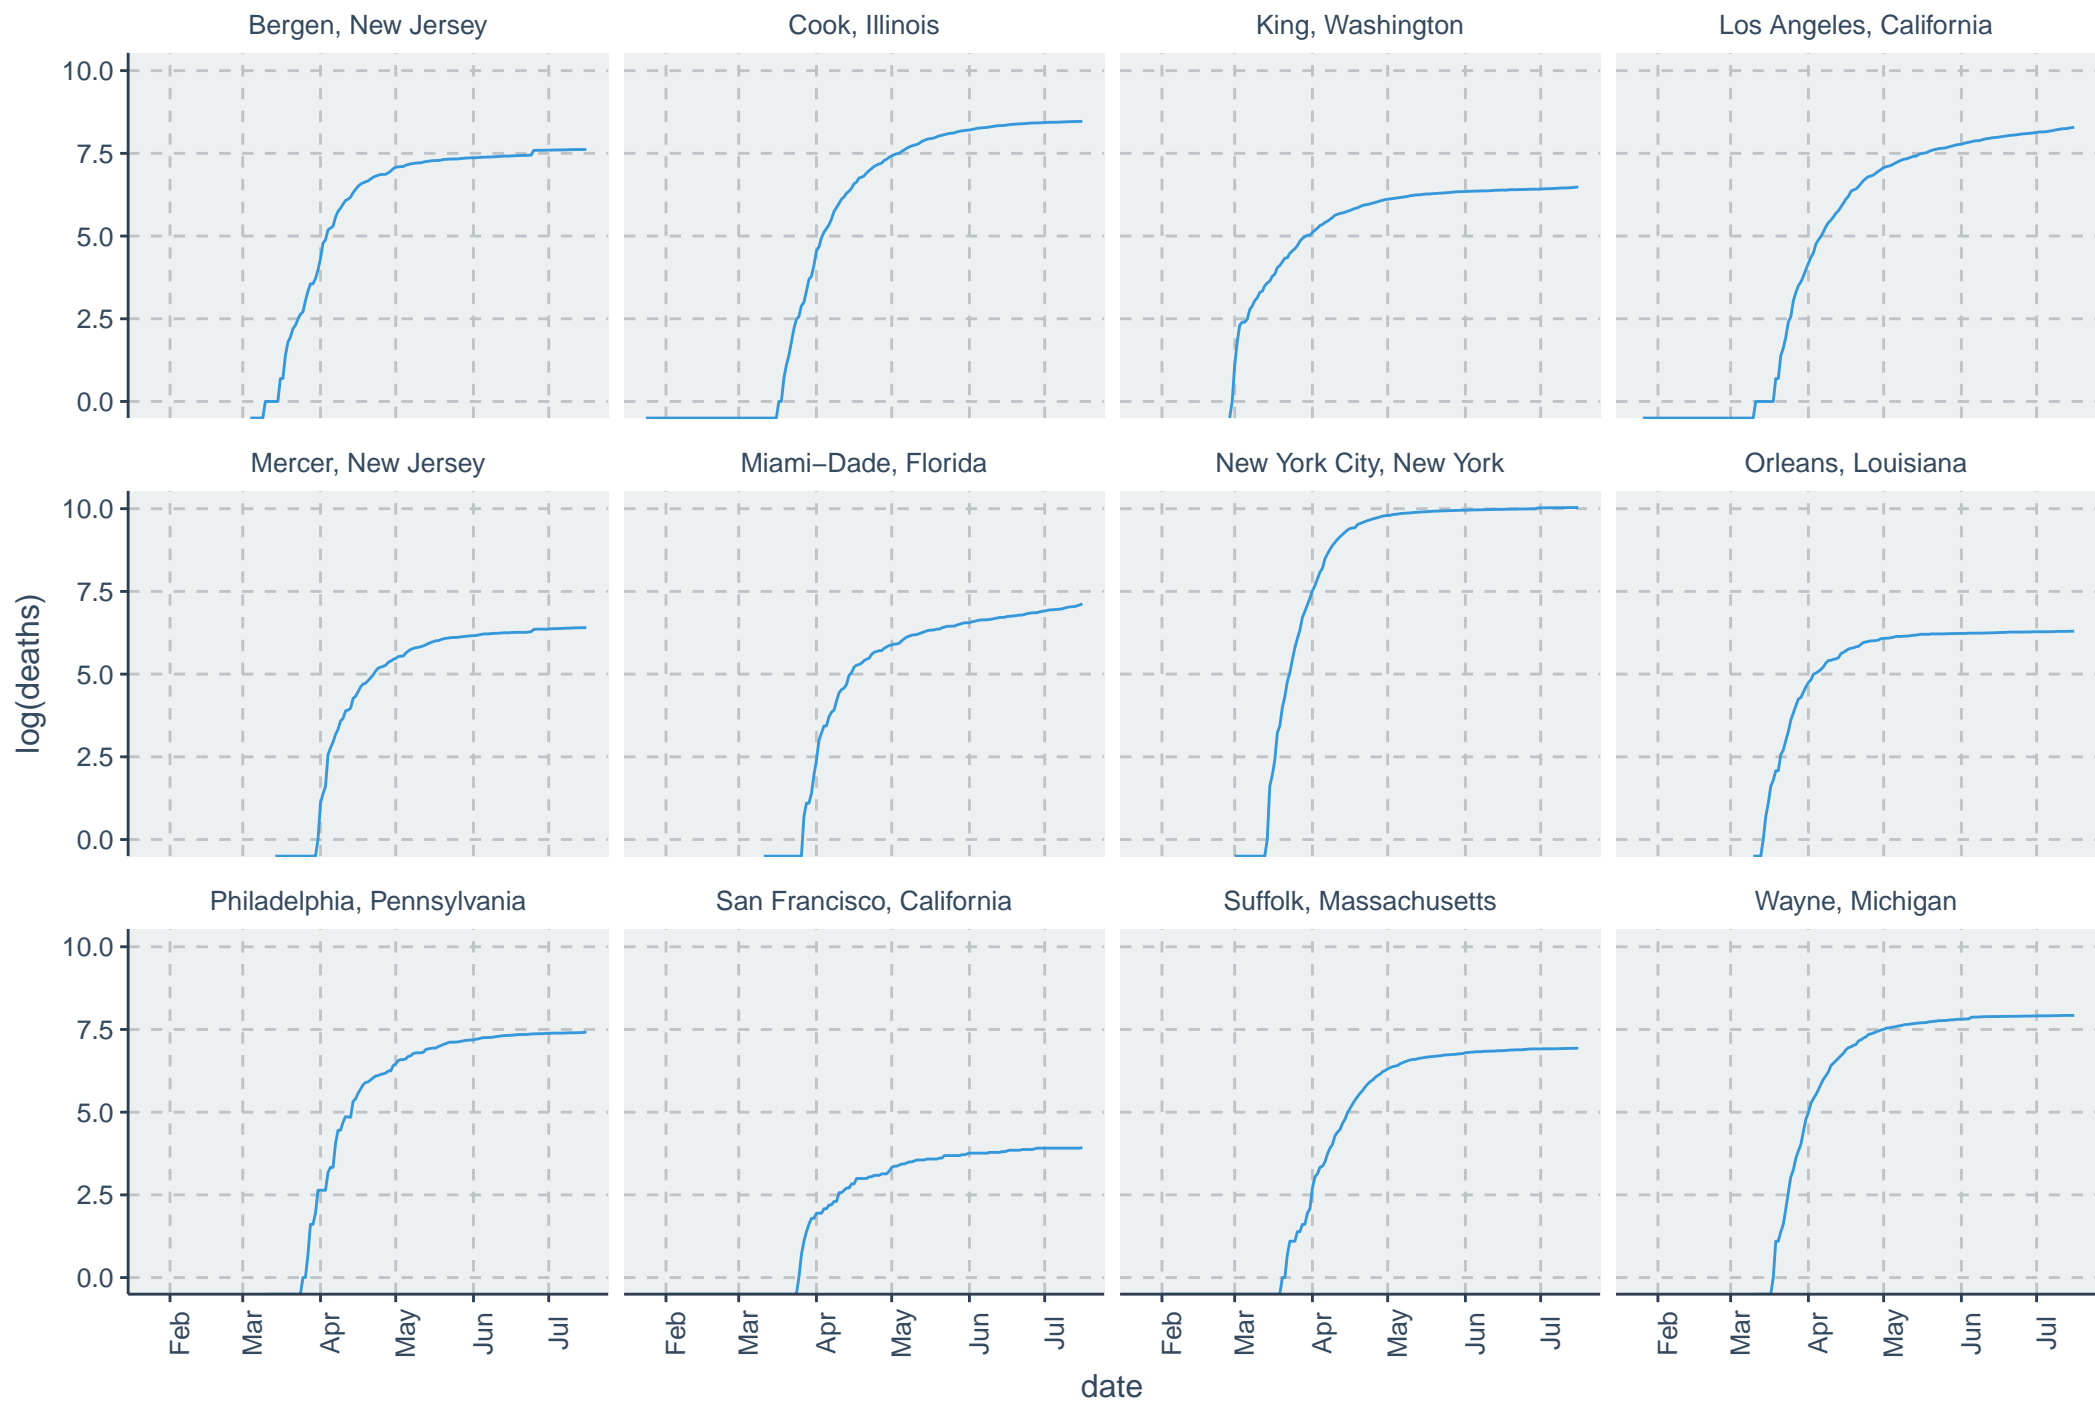 Bergen, New Jersey
Cook, Illinois
King, Washington
Los Angeles, California
10.0
7.5
5.0
2.5
0.0
Mercer, New Jersey
Miami−Dade, Florida
New York City, New York
Orleans, Louisiana
10.0
7.5
5.0
2.5
0.0
log(deaths)
Philadelphia, Pennsylvania
San Francisco, California
Suffolk, Massachusetts
Wayne, Michigan
10.0
7.5
5.0
2.5
0.0
Feb Mar Apr May Jun Jul
Feb Mar Apr May Jun Jul
Feb Mar Apr May Jun Jul
Feb Mar Apr May Jun Jul
date